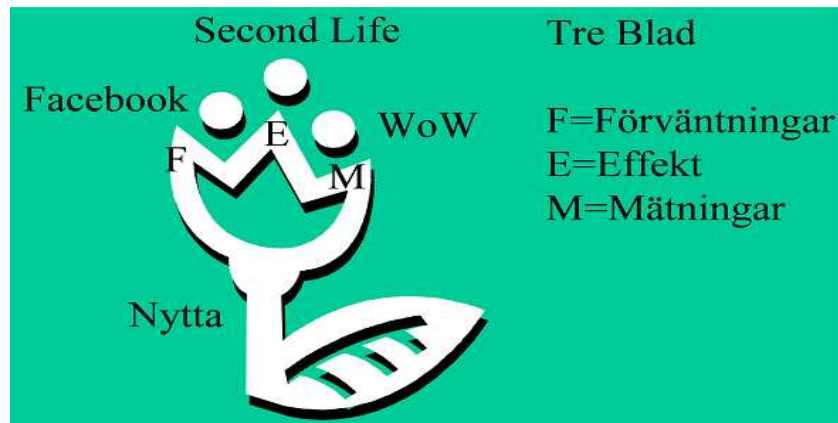 Second Life
Facebook
WoW
F
E
M
Nytta
Tre Blad
F=Förväntningar
E=Effekt
M=Mätningar